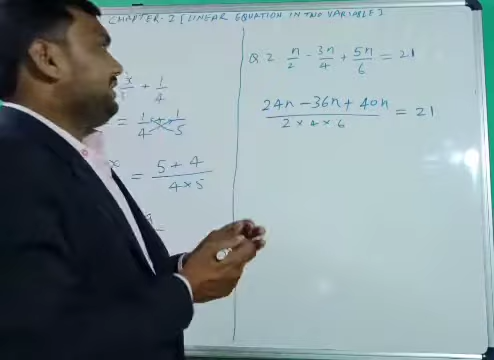 CHAPTER-2 [LINEAR EQUATION IN TWO VARIABLE]
x/3 + 1/4
= 1/4 + 1/5
x = (5+4)/(4×5)
Q 2 n/2 - 3n/4 + 5n/6 = 21
(24n - 36n + 40n)/(2×4×6) = 21